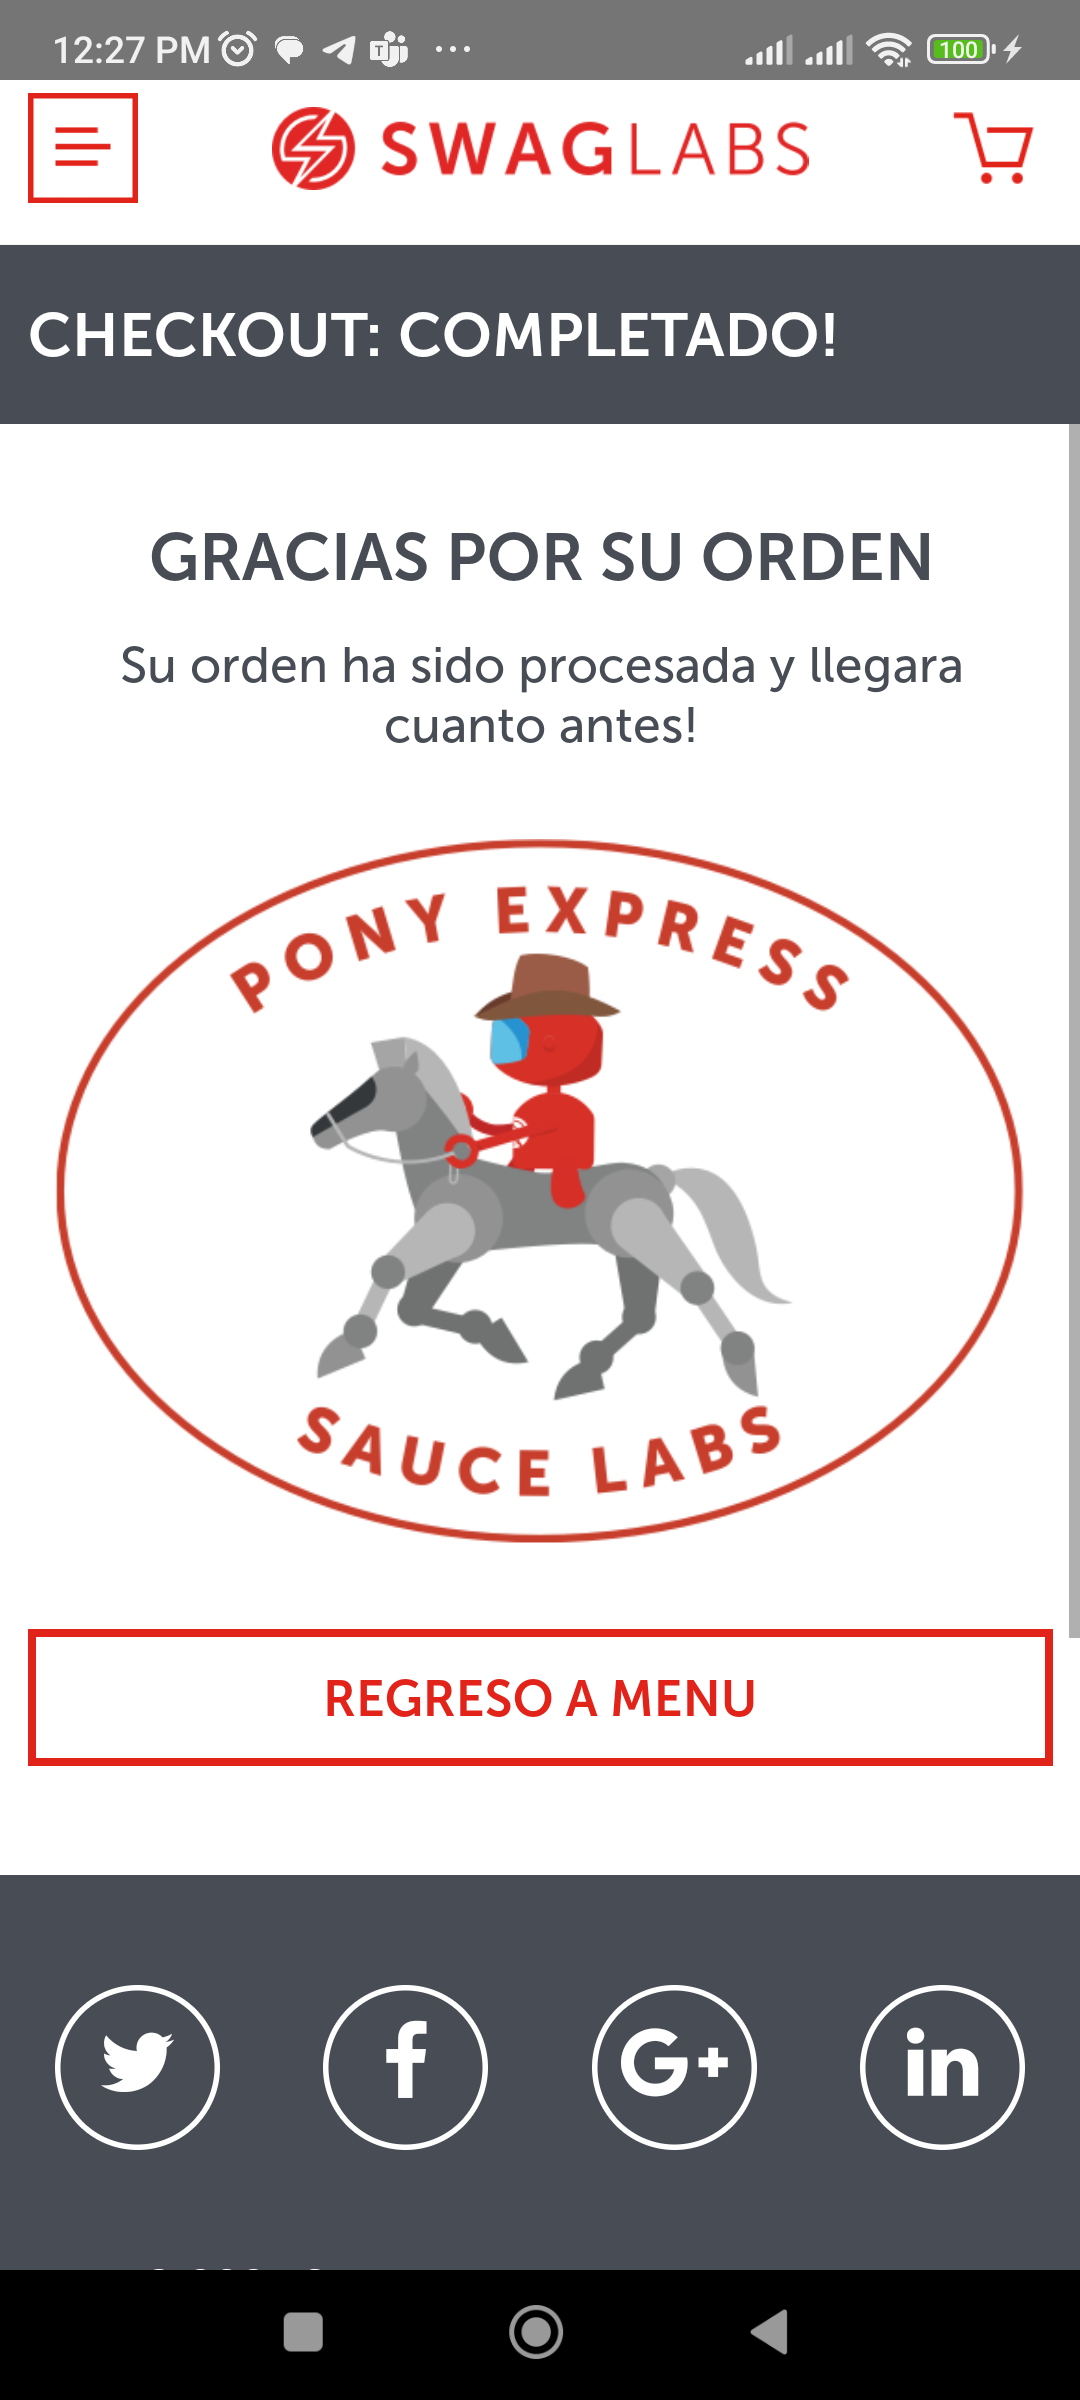 12:27 PM
100
SWAGLABS
CHECKOUT: COMPLETADO!
GRACIAS POR SU ORDEN
Su orden ha sido procesada y llegara
cuanto antes!
PONY EXPRESS
SAUCE LABS
REGRESO A MENU